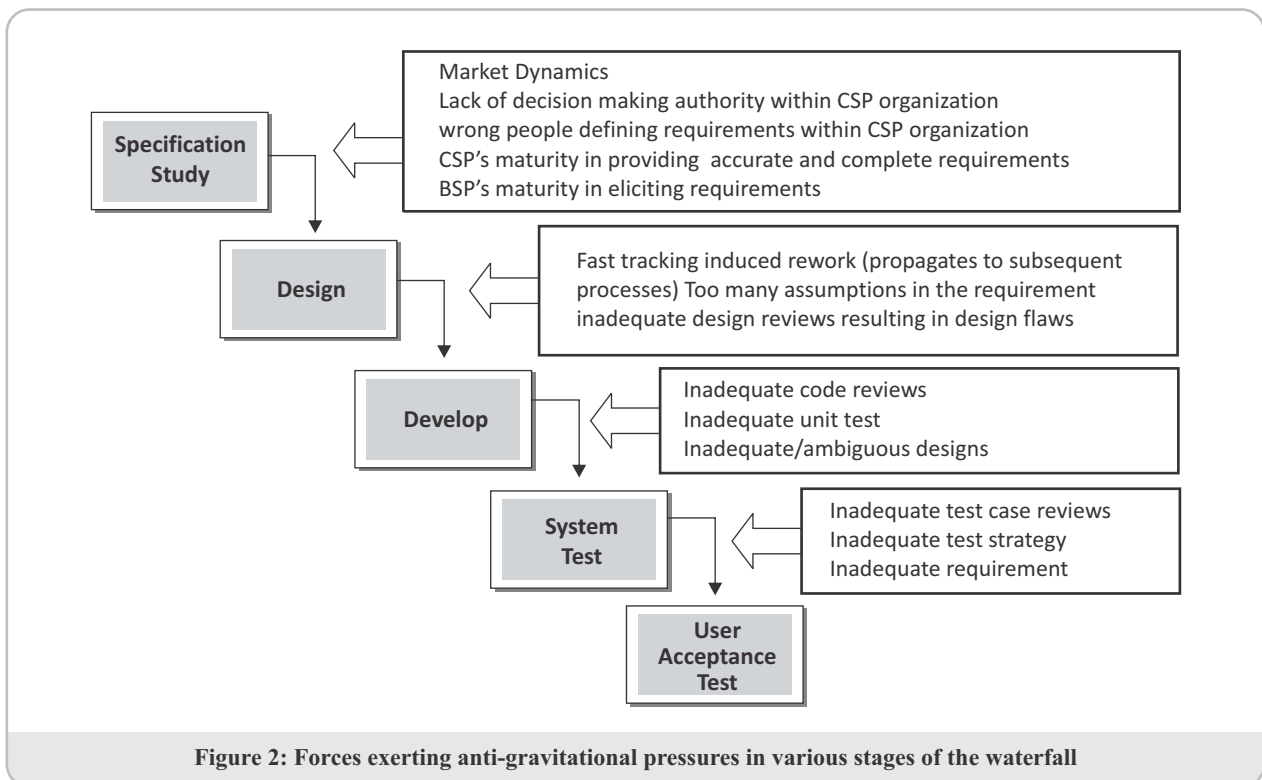 Market Dynamics
Lack of decision making authority within CSP organization
wrong people defining requirements within CSP organization
CSP's maturity in providing accurate and complete requirements
BSP's maturity in eliciting requirements
Specification
Study
Fast tracking induced rework (propagates to subsequent
processes) Too many assumptions in the requirement
inadequate design reviews resulting in design flaws
Design
Inadequate code reviews
Inadequate unit test
Inadequate/ambiguous designs
Develop
Inadequate test case reviews
Inadequate test strategy
Inadequate requirement
System
Test
User
Acceptance
Test
Figure 2: Forces exerting anti-gravitational pressures in various stages of the waterfall